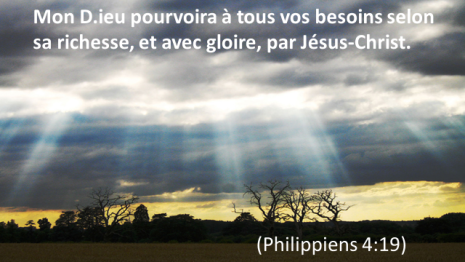 Mon D.ieu pourvoira à tous vos besoins selon
sa richesse, et avec gloire, par Jésus-Christ.
(Philippiens 4:19)